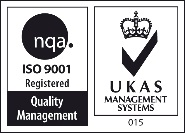 nqa.
ISO 9001
Registered
Quality
Management
UKAS
MANAGEMENT
SYSTEMS
015